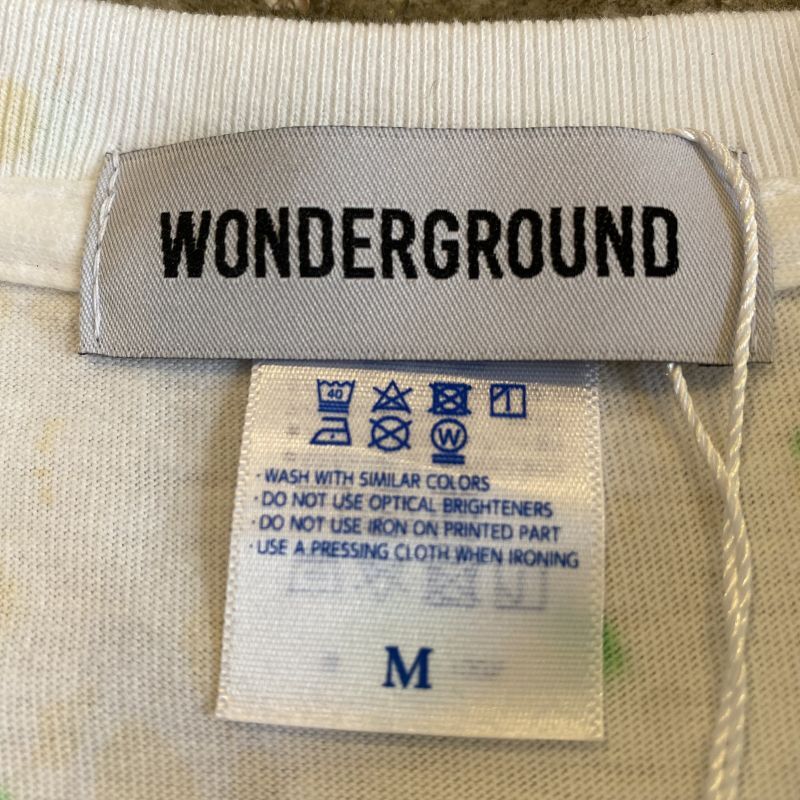 WONDERGROUND
40
W
· WASH WITH SIMILAR COLORS
· DO NOT USE OPTICAL BRIGHTENERS
· DO NOT USE IRON ON PRINTED PART
· USE A PRESSING CLOTH WHEN IRONING
M